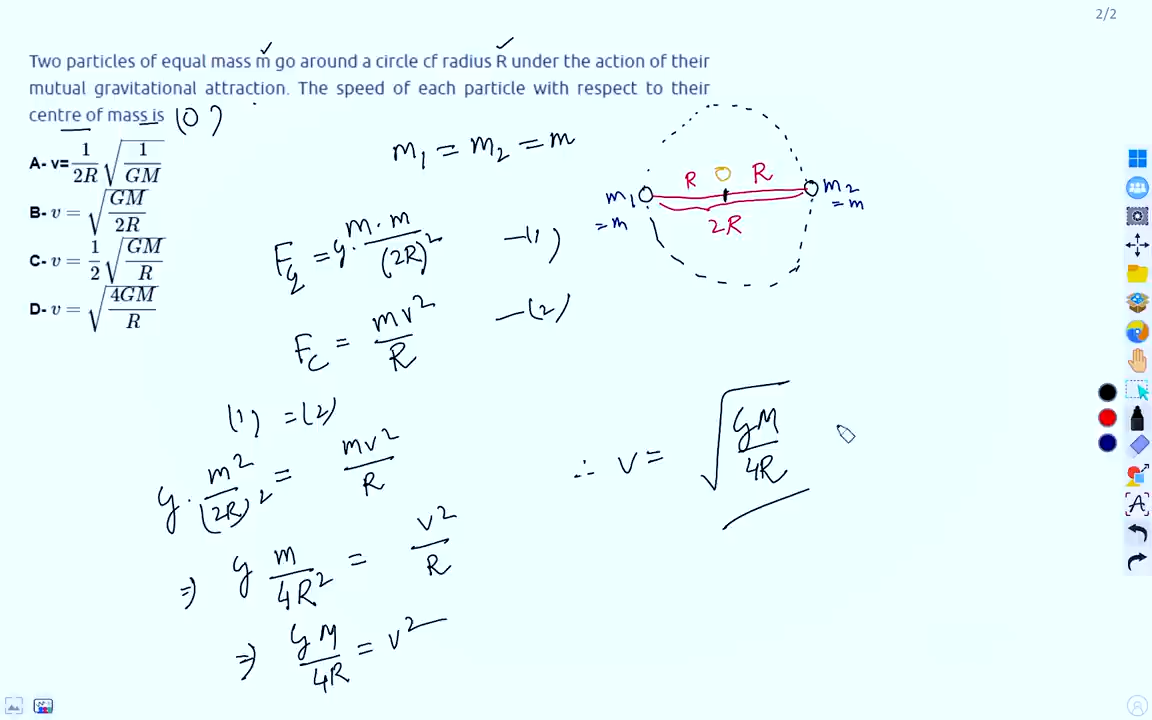 2/2
Two particles of equal mass m go around a circle cf radius R under the action of their
mutual gravitational attraction. The speed of each particle with respect to their
centre of mass is (0)
A- v= 1/2R √(1/GM)
B- v = √(GM/2R)
C- v = 1/2 √(GM/R)
D- v = √(4GM/R)
m₁ = m₂ = m
R O R
m₁ = m
m₂ = m
2R
F_g = G · m · m/(2R)² —(1)
F_c = mv²/R —(2)
(1) = (2)
G · m²/(2R)² = mv²/R
⇒ G m/4R² = v²/R
⇒ GM/4R = v²
∴ v = √(GM/4R)
A